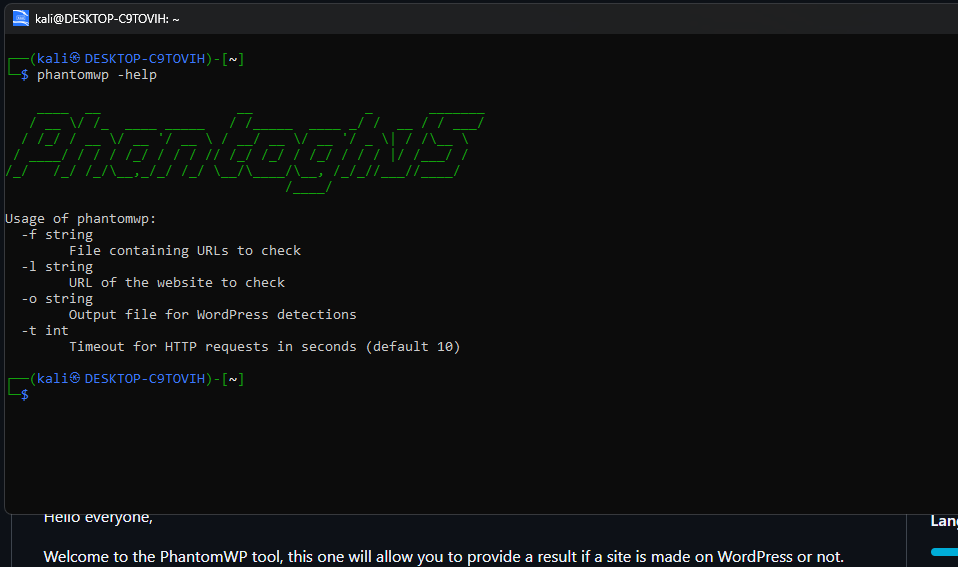 kali@DESKTOP-C9TOVIH: ~
┌──(kali㉿DESKTOP-C9TOVIH)-[~]
└─$ phantomwp -help
Usage of phantomwp:
-f string
File containing URLs to check
-l string
URL of the website to check
-o string
Output file for WordPress detections
-t int
Timeout for HTTP requests in seconds (default 10)
┌──(kali㉿DESKTOP-C9TOVIH)-[~]
└─$
Hello everyone,
Lang
Welcome to the PhantomWP tool, this one will allow you to provide a result if a site is made on WordPress or not.